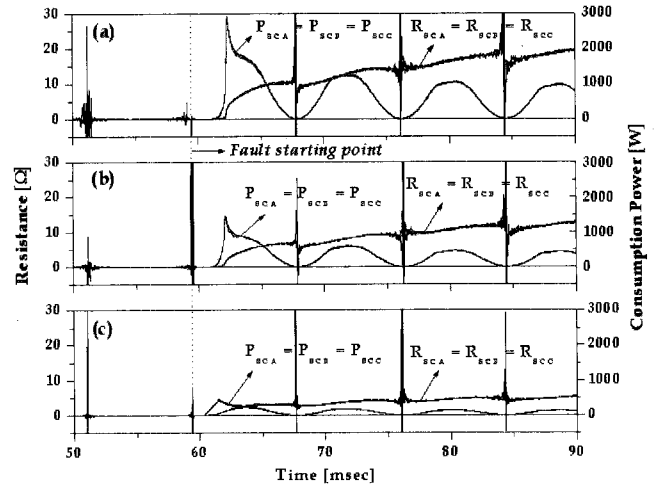 (a)
P_SCA = P_SCB = P_SCC
R_SCA = R_SCB = R_SCC
30
20
10
0
3000
2000
1000
0
Fault starting point
(b)
P_SCA = P_SCB = P_SCC
R_SCA = R_SCB = R_SCC
30
20
10
0
3000
2000
1000
0
(c)
P_SCA = P_SCB = P_SCC
R_SCA = R_SCB = R_SCC
30
20
10
0
3000
2000
1000
0
Resistance [Ω]
Consumption Power [W]
50 60 70 80 90
Time [msec]